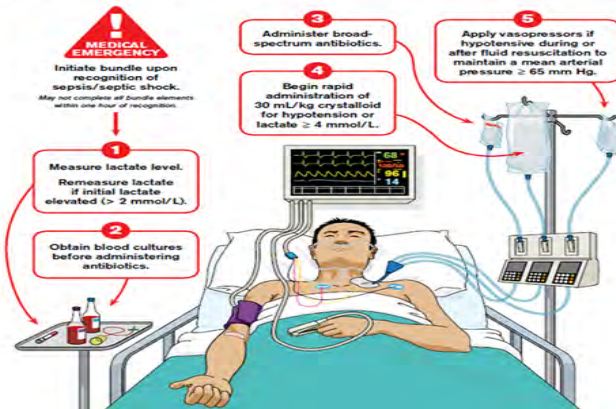 !
MEDICAL
EMERGENCY
Initiate bundle upon
recognition of
sepsis/septic shock.
May not complete all bundle elements
within one hour of recognition.
1
Measure lactate level.
Remeasure lactate
if initial lactate
elevated (> 2 mmol/L).
2
Obtain blood cultures
before administering
antibiotics.
3
Administer broad-
spectrum antibiotics.
4
Begin rapid
administration of
30 mL/kg crystalloid
for hypotension or
lactate ≥ 4 mmol/L.
5
Apply vasopressors if
hypotensive during or
after fluid resuscitation to
maintain a mean arterial
pressure ≥ 65 mm Hg.
68
96
14